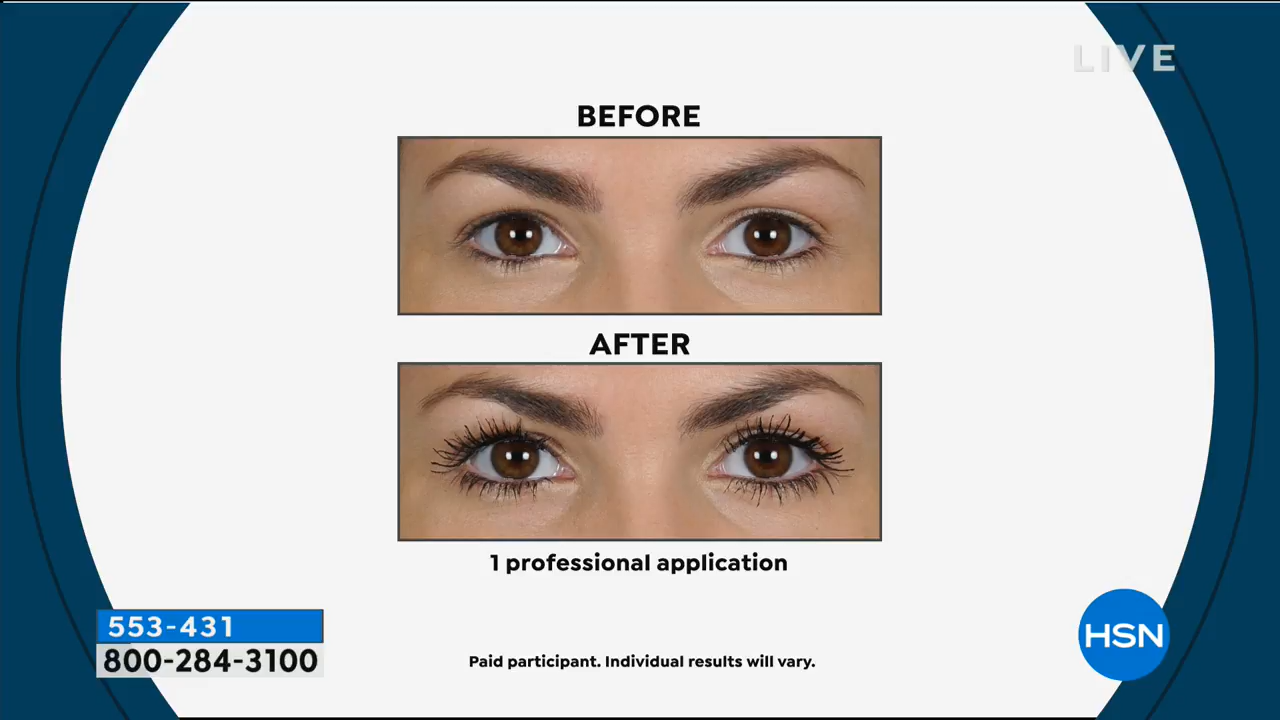 LIVE
BEFORE
AFTER
1 professional application
553-431
800-284-3100
Paid participant. Individual results will vary.
HSN